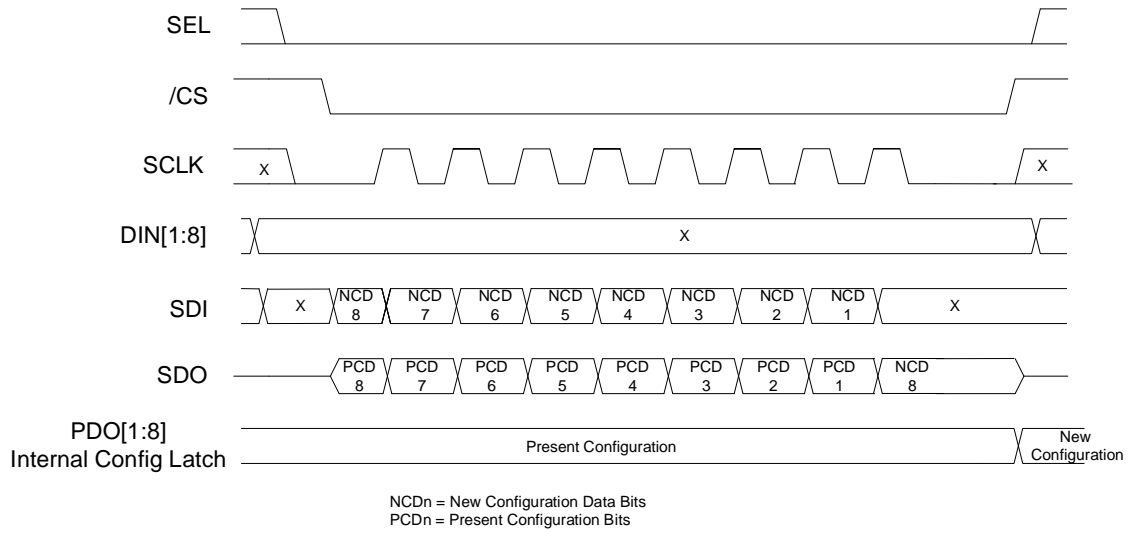 SEL
/CS
SCLK
X
X
DIN[1:8]
X
SDI
X
NCD
8
NCD
7
NCD
6
NCD
5
NCD
4
NCD
3
NCD
2
NCD
1
X
SDO
PCD
8
PCD
7
PCD
6
PCD
5
PCD
4
PCD
3
PCD
2
PCD
1
NCD
8
PDO[1:8]
Internal Config Latch
Present Configuration
New
Configuration
NCDn = New Configuration Data Bits
PCDn = Present Configuration Bits